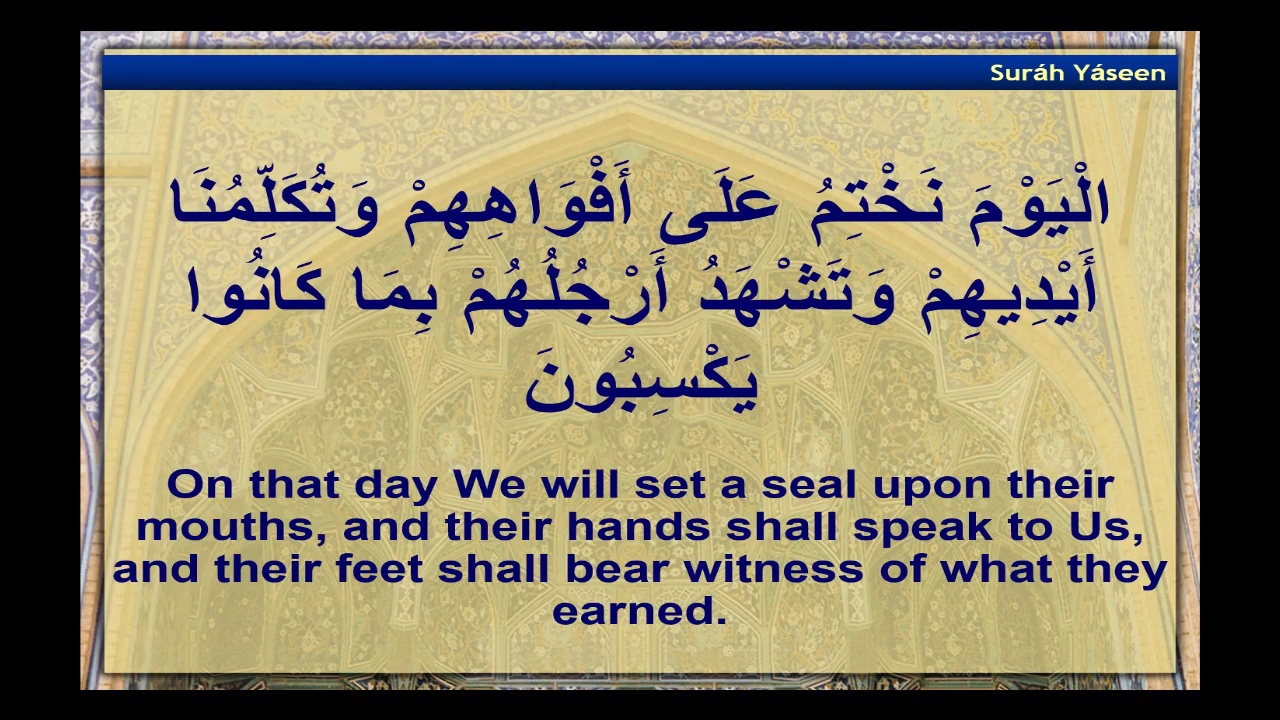 Suráh Yáseen
الْيَوْمَ نَخْتِمُ عَلَى أَفْوَاهِهِمْ وَتُكَلِّمُنَا
أَيْدِيهِمْ وَتَشْهَدُ أَرْجُلُهُمْ بِمَا كَانُوا
يَكْسِبُونَ
On that day We will set a seal upon their
mouths, and their hands shall speak to Us,
and their feet shall bear witness of what they
earned.